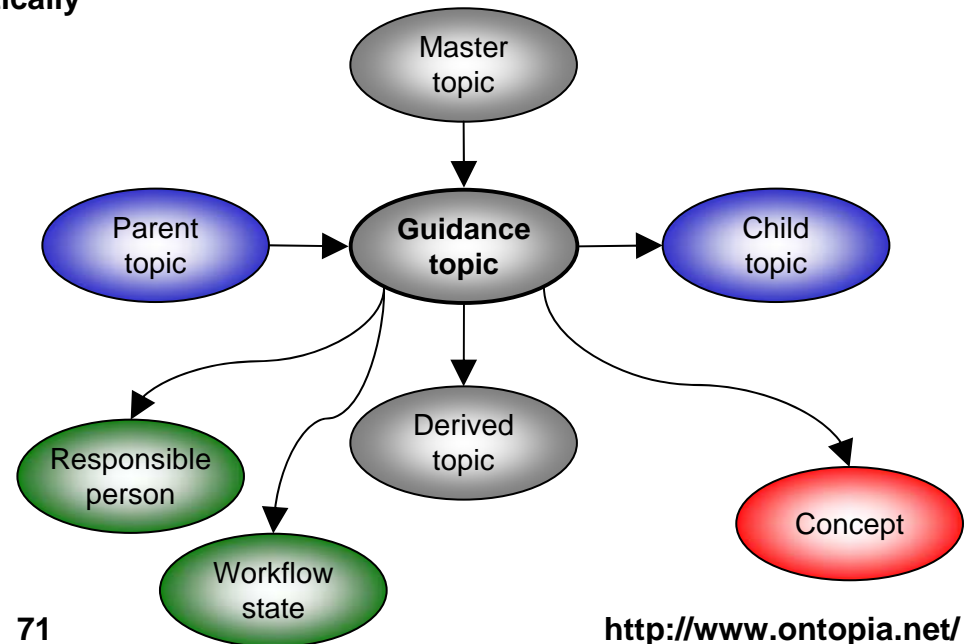 Master
topic
Parent
topic
Guidance
topic
Child
topic
Derived
topic
Responsible
person
Concept
Workflow
state
71
http://www.ontopia.net/